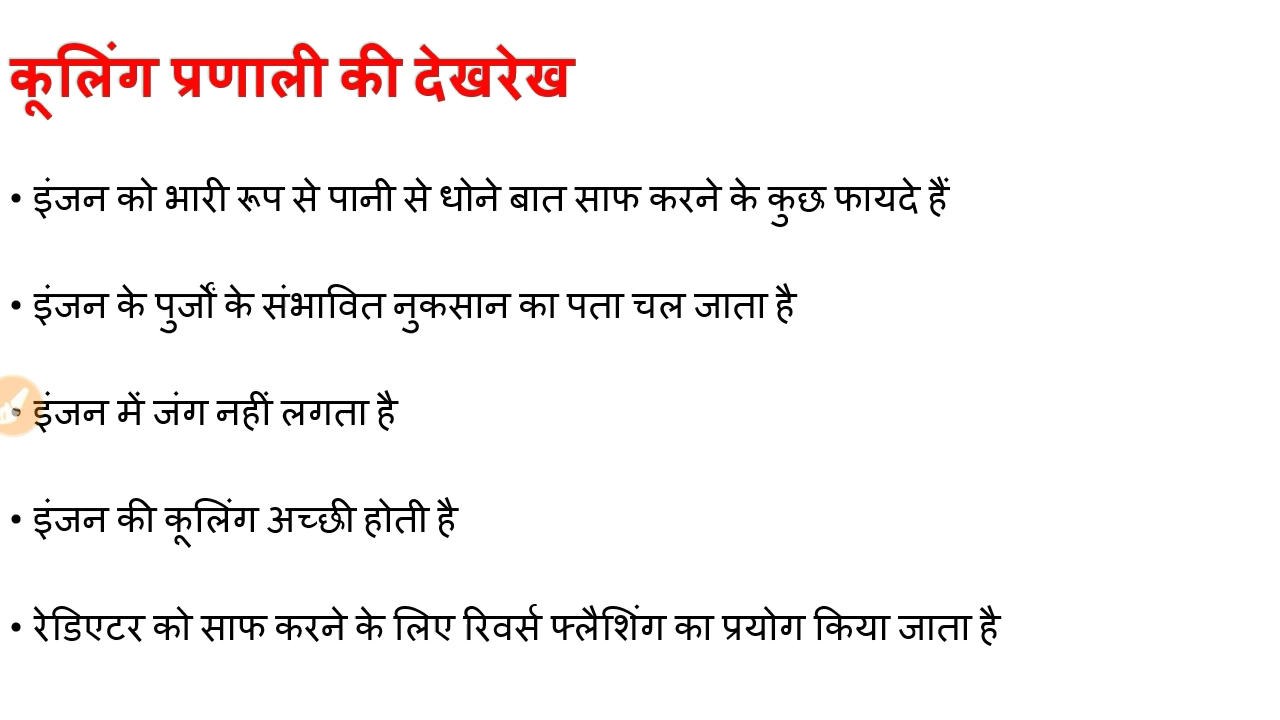 कूलिंग प्रणाली की देखरेख
• इंजन को भारी रूप से पानी से धोने बात साफ करने के कुछ फायदे हैं
• इंजन के पुर्जों के संभावित नुकसान का पता चल जाता है
• इंजन में जंग नहीं लगता है
• इंजन की कूलिंग अच्छी होती है
• रेडिएटर को साफ करने के लिए रिवर्स फ्लैशिंग का प्रयोग किया जाता है